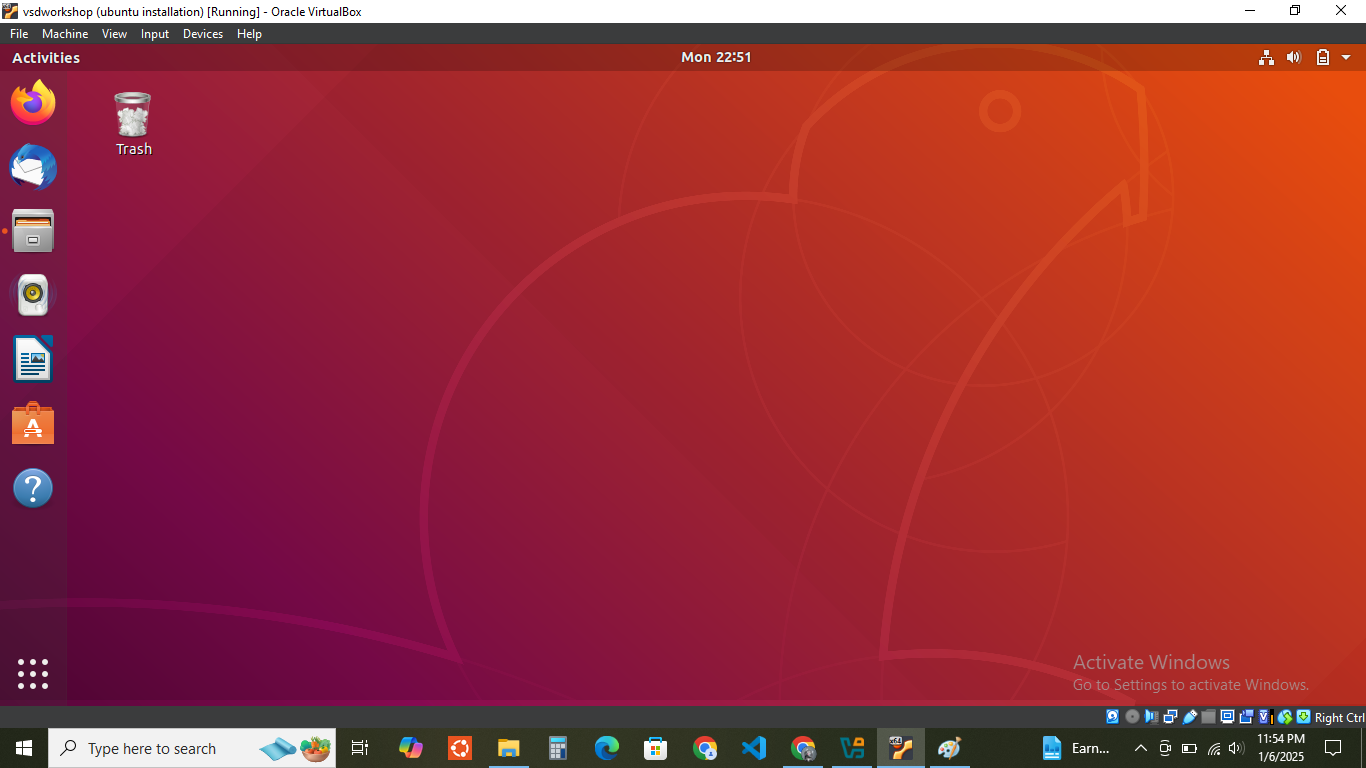 vsdworkshop (ubuntu installation) [Running] - Oracle VirtualBox
File Machine View Input Devices Help
Activities
Mon 22:51
Trash
Activate Windows
Go to Settings to activate Windows.
Right Ctrl
Type here to search
Earn...
11:54 PM
1/6/2025